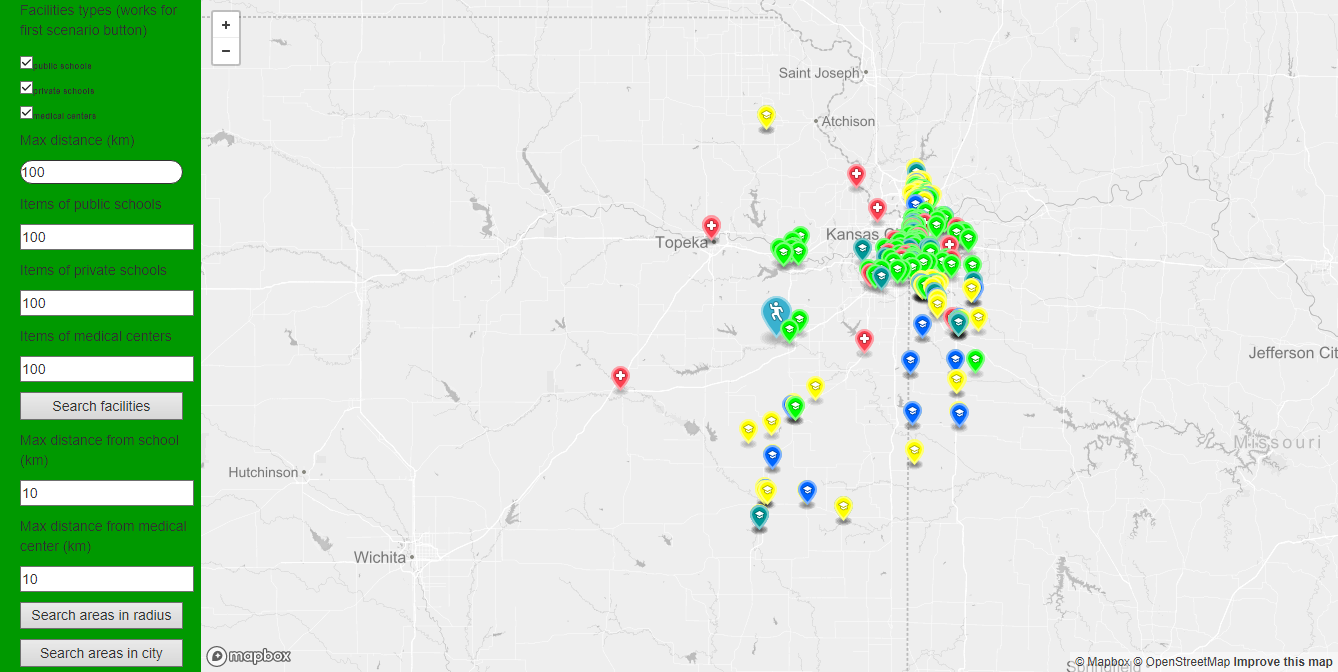 Facilities types (works for
first scenario button)
public schools
private schools
medical centers
Max distance (km)
100
Items of public schools
100
Items of private schools
100
Items of medical centers
100
Search facilities
Max distance from school
(km)
10
Max distance from medical
center (km)
10
Search areas in radius
Search areas in city
+
−
Saint Joseph
Atchison
Topeka
Kansas
Jefferson Cit
Missouri
Hutchinson
Wichita
Springfield
mapbox
© Mapbox © OpenStreetMap Improve this map